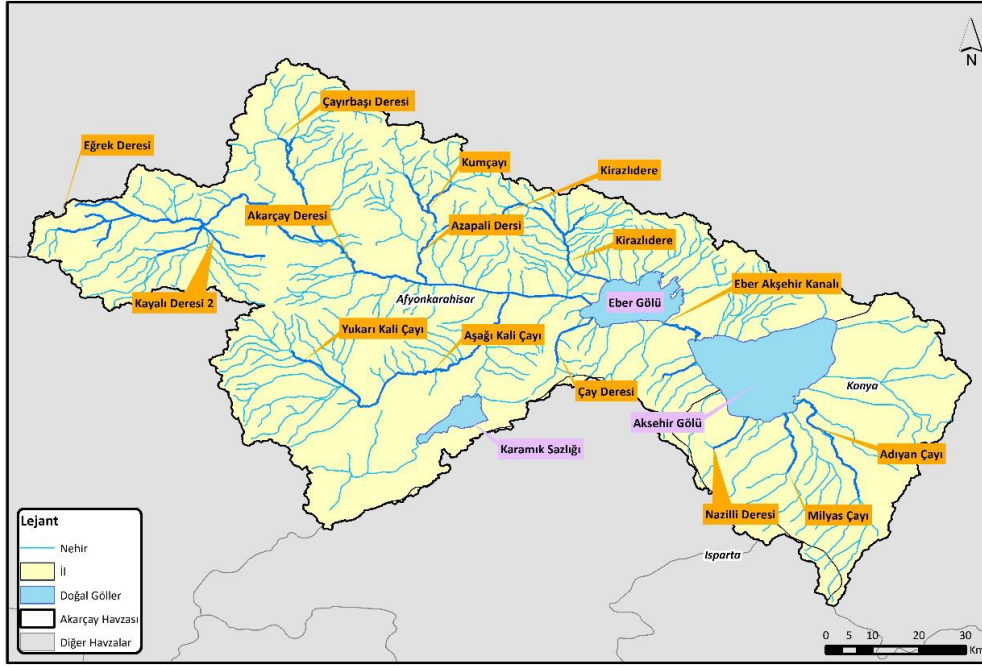 N
Çayırbaşı Deresi
Eğrek Deresi
Kumçayı
Kirazlıdere
Akarçay Deresi
Azapali Dersi
Kirazlıdere
Eber Akşehir Kanalı
Kayalı Deresi 2
Afyonkarahisar
Eber Gölü
Yukarı Kali Çayı
Aşağı Kali Çayı
Çay Deresi
Konya
Aksehir Gölü
Karamık Sazlığı
Adıyan Çayı
Nazilli Deresi
Milyas Çayı
Isparta
Lejant
Nehir
İl
Doğal Göller
Akarçay Havzası
Diğer Havzalar
0 5 10 20 30
Km